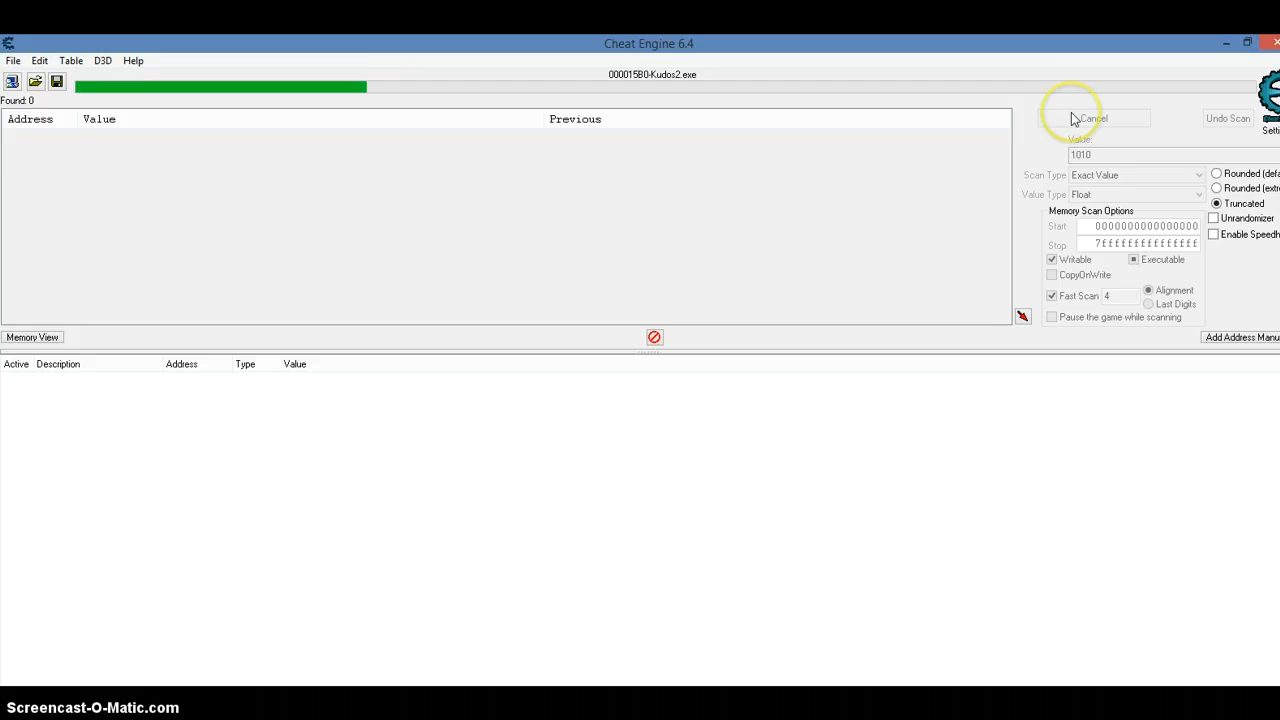 Cheat Engine 6.4
File Edit Table D3D Help
000015B0-Kudos2.exe
Found: 0
Address Value Previous
Cancel Undo Scan
Value:
1010
Scan Type Exact Value
Value Type Float
Memory Scan Options
Start 0000000000000000
Stop 7fffffffffffffff
Writable Executable
CopyOnWrite
Fast Scan 4 Alignment
Last Digits
Pause the game while scanning
Setti
Rounded (defa
Rounded (extr
Truncated
Unrandomizer
Enable Speedh
Memory View Add Address Manu
Active Description Address Type Value
Screencast-O-Matic.com